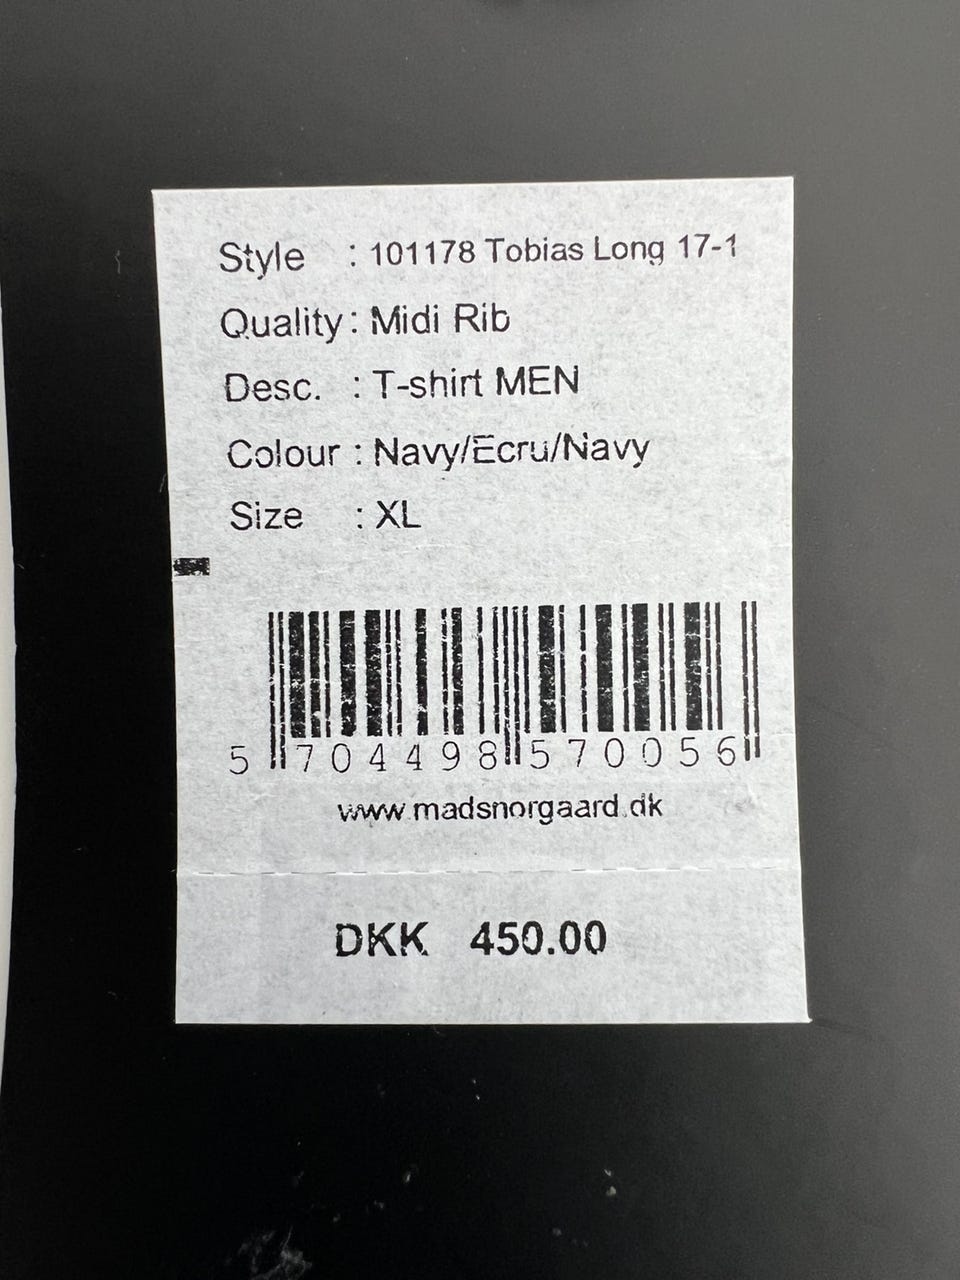 Style : 101178 Tobias Long 17-1
Quality : Midi Rib
Desc. : T-shirt MEN
Colour : Navy/Ecru/Navy
Size : XL
5 704498 570056
www.madsnorgaard.dk
DKK 450.00